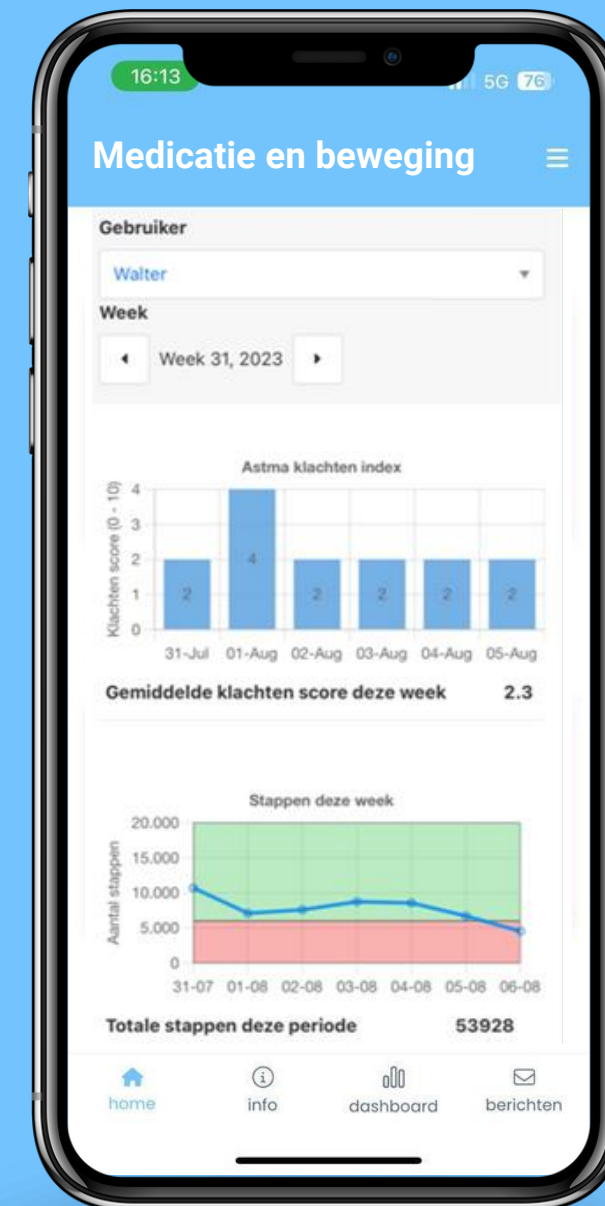 16:13 5G 76
Medicatie en beweging
Gebruiker
Walter
Week
Week 31, 2023
Astma klachten index
Klachten score (0 - 10)
4
3
2
1
0
2 4 2 2 2 2
31-Jul 01-Aug 02-Aug 03-Aug 04-Aug 05-Aug
Gemiddelde klachten score deze week 2.3
Stappen deze week
Aantal stappen
20.000
15.000
10.000
5.000
0
31-07 01-08 02-08 03-08 04-08 05-08 06-08
Totale stappen deze periode 53928
home info dashboard berichten